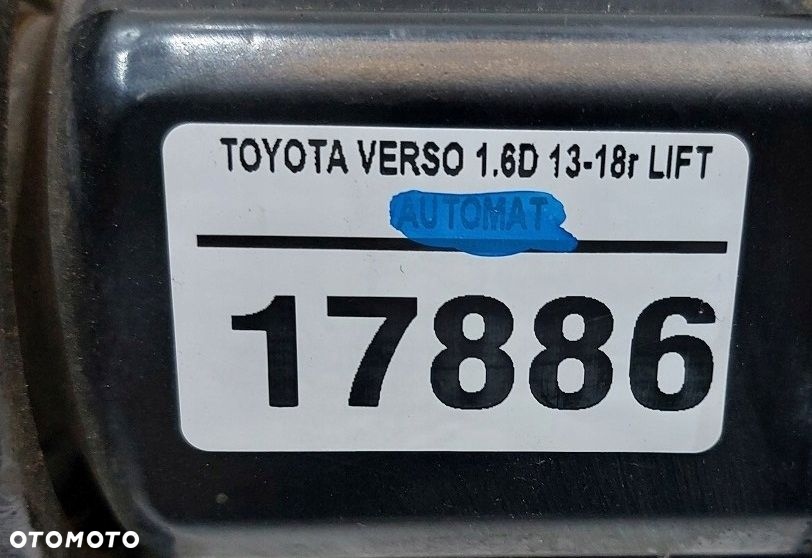 TOYOTA VERSO 1.6D 13-18r LIFT
AUTOMAT
17886
OTOMOTO